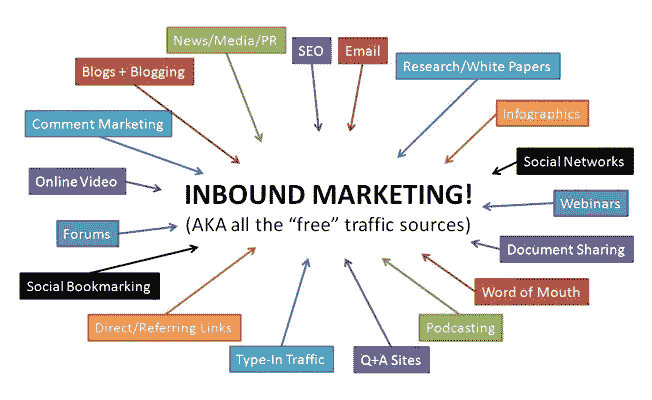 News/Media/PR
SEO
Email
Blogs + Blogging
Research/White Papers
Comment Marketing
Infographics
Social Networks
Online Video
INBOUND MARKETING!
(AKA all the “free” traffic sources)
Webinars
Forums
Document Sharing
Social Bookmarking
Word of Mouth
Direct/Referring Links
Podcasting
Type-In Traffic
Q+A Sites